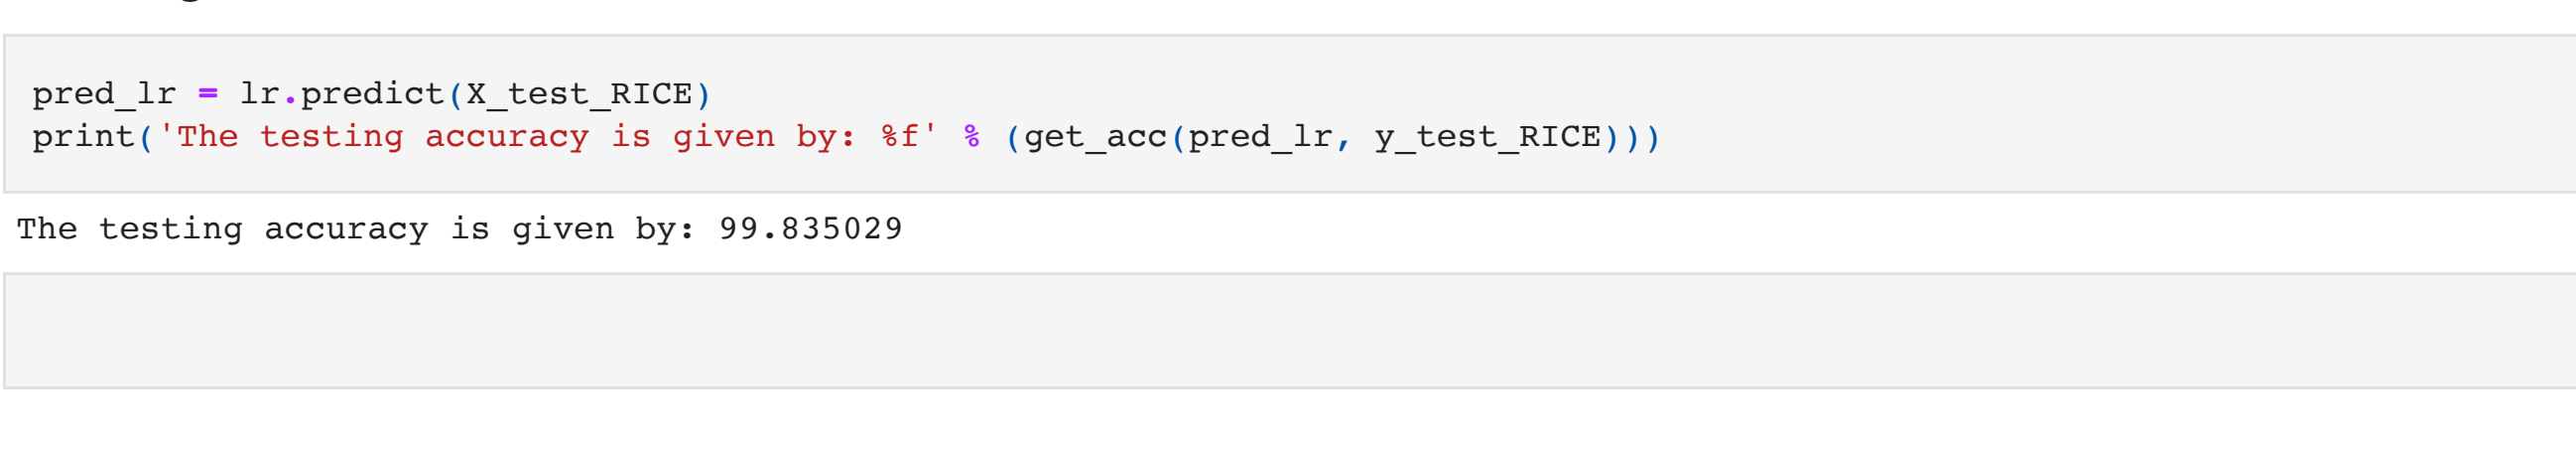 pred_lr = lr.predict(X_test_RICE)
print('The testing accuracy is given by: %f' % (get_acc(pred_lr, y_test_RICE)))
The testing accuracy is given by: 99.835029